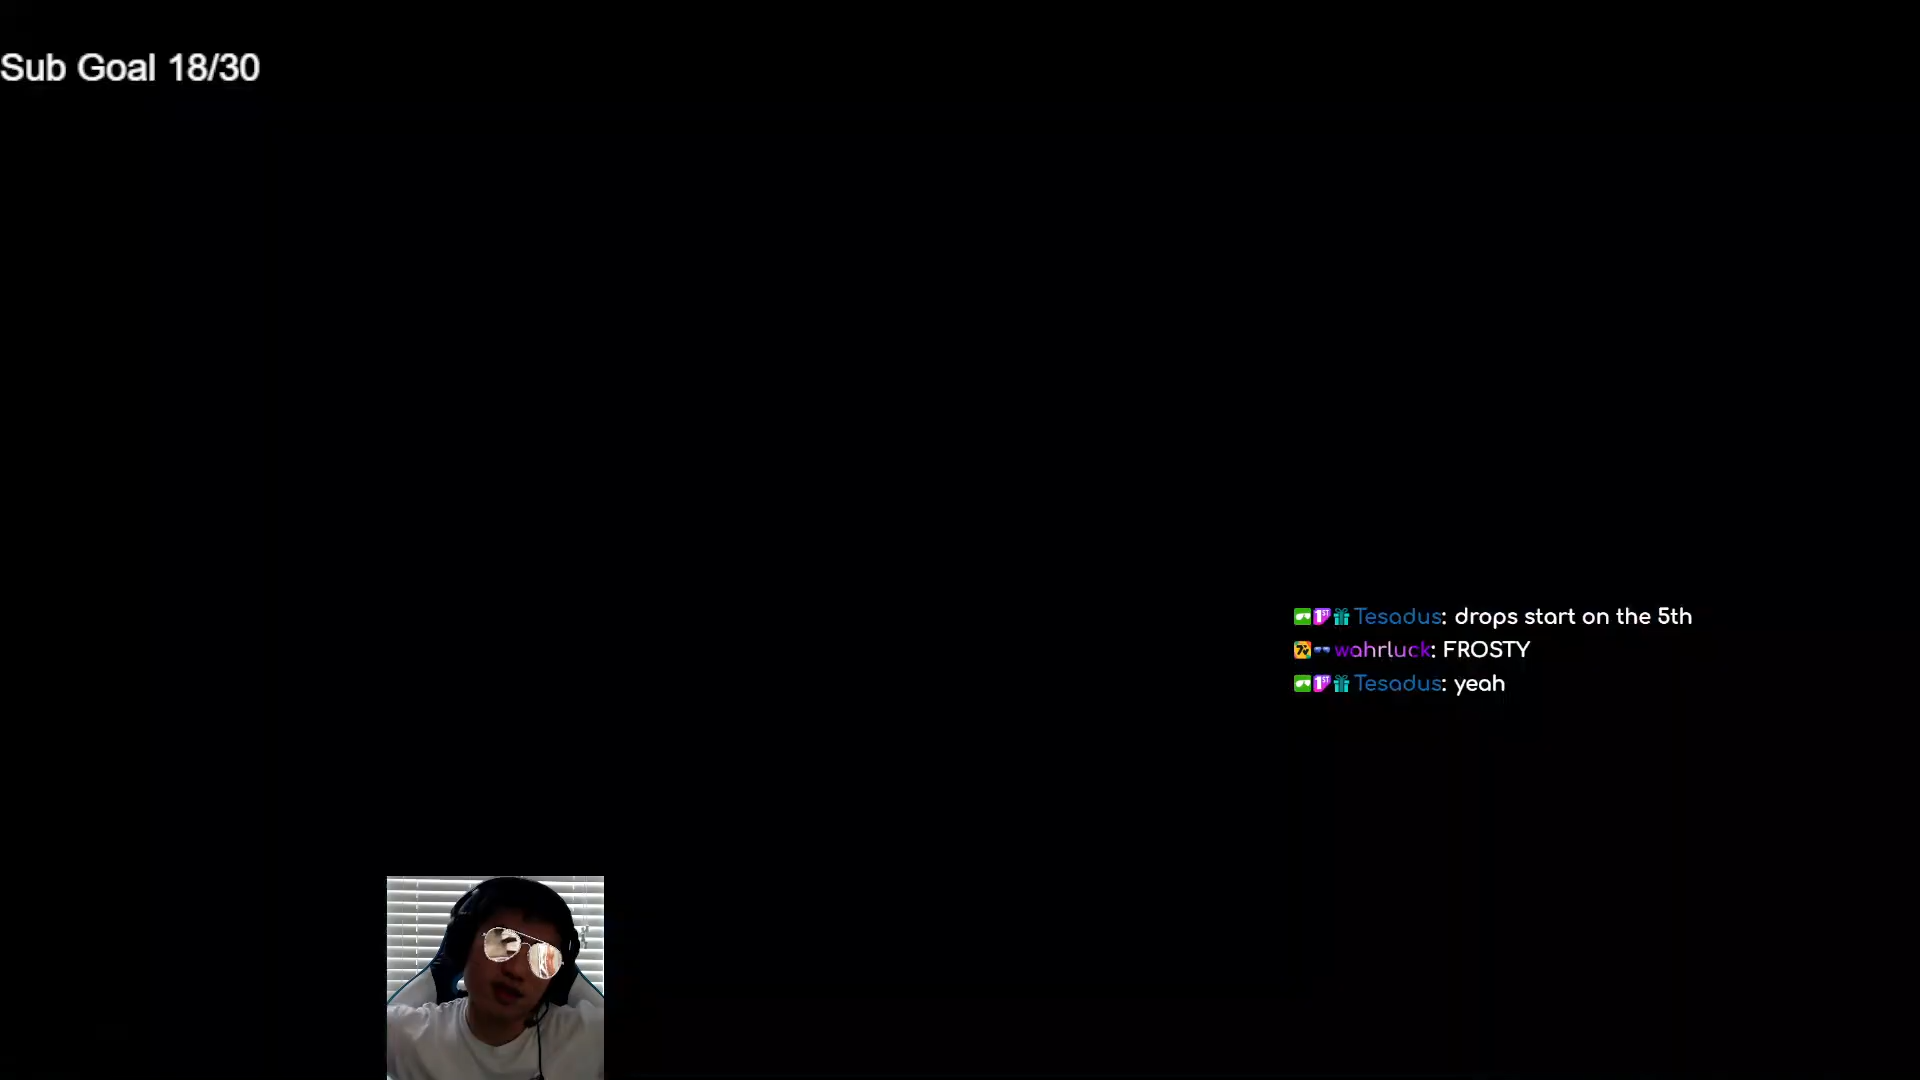 Sub Goal 18/30
Tesadus: drops start on the 5th
wahrluck: FROSTY
Tesadus: yeah